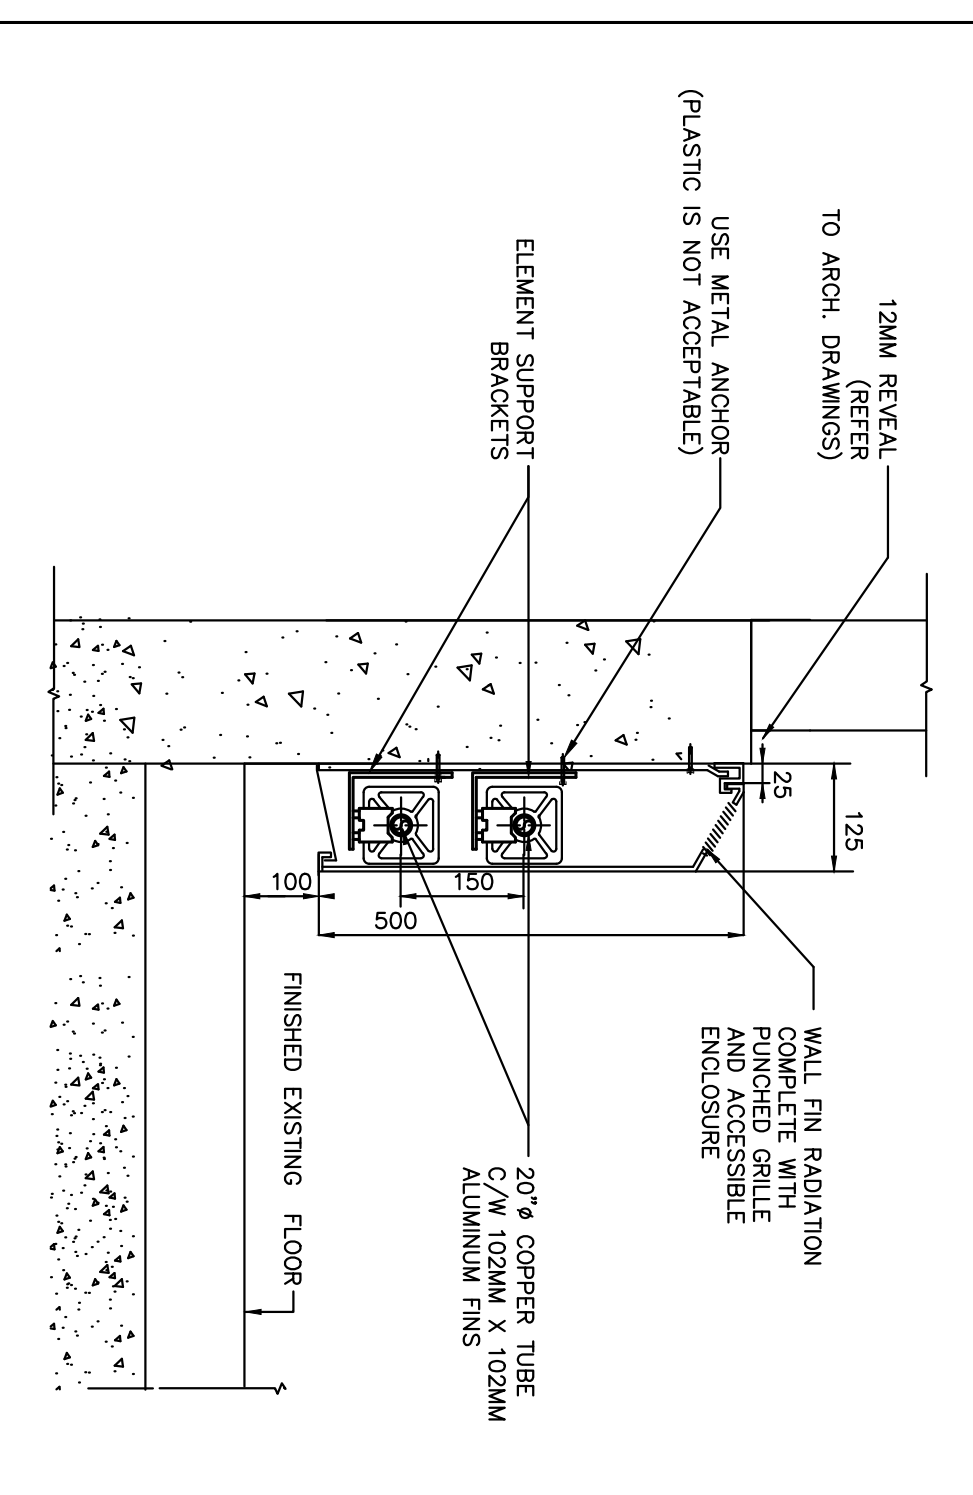 12MM REVEAL
(REFER
TO ARCH. DRAWINGS)
USE METAL ANCHOR
(PLASTIC IS NOT ACCEPTABLE)
ELEMENT SUPPORT
BRACKETS
25
125
150
100
500
WALL FIN RADIATION
COMPLETE WITH
PUNCHED GRILLE
AND ACCESSIBLE
ENCLOSURE
20"ø COPPER TUBE
C/W 102MM X 102MM
ALUMINUM FINS
FINISHED EXISTING FLOOR